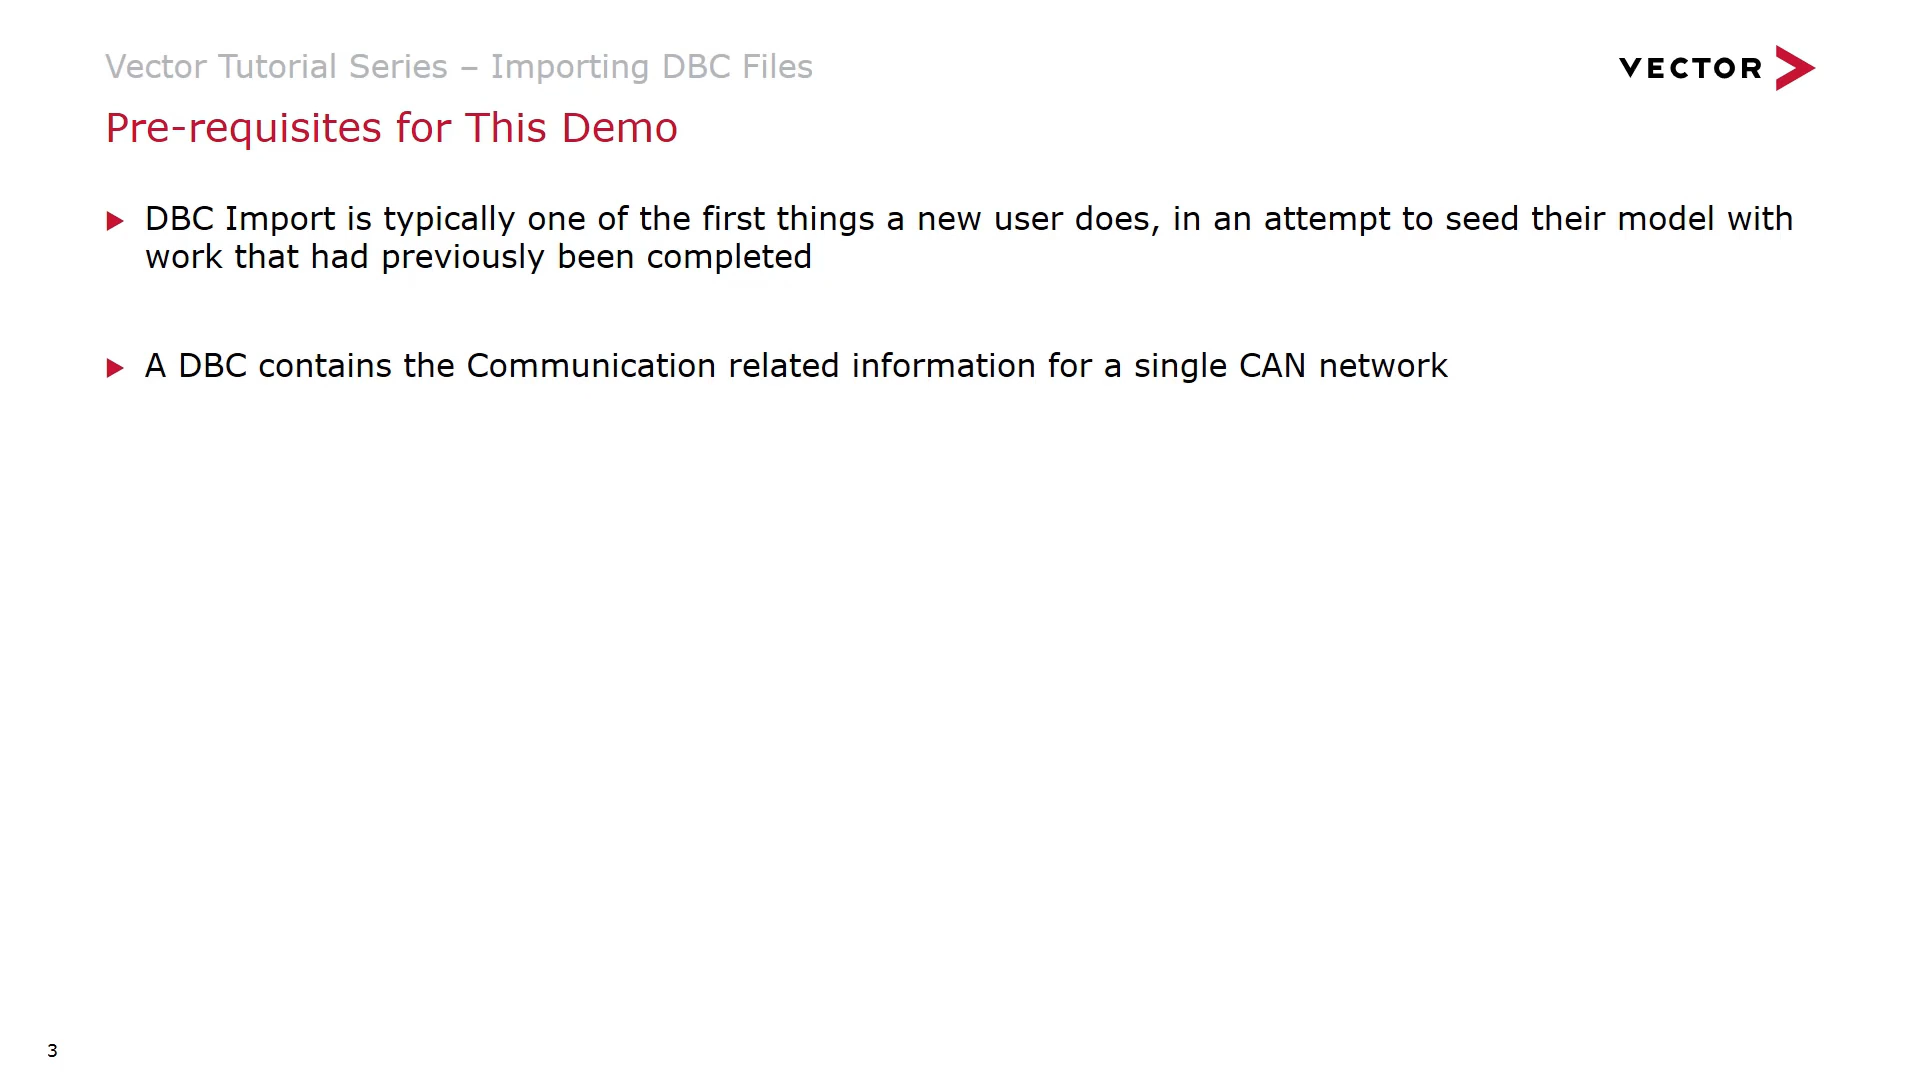 Vector Tutorial Series – Importing DBC Files
VECTOR
Pre-requisites for This Demo
DBC Import is typically one of the first things a new user does, in an attempt to seed their model with
work that had previously been completed
A DBC contains the Communication related information for a single CAN network
3